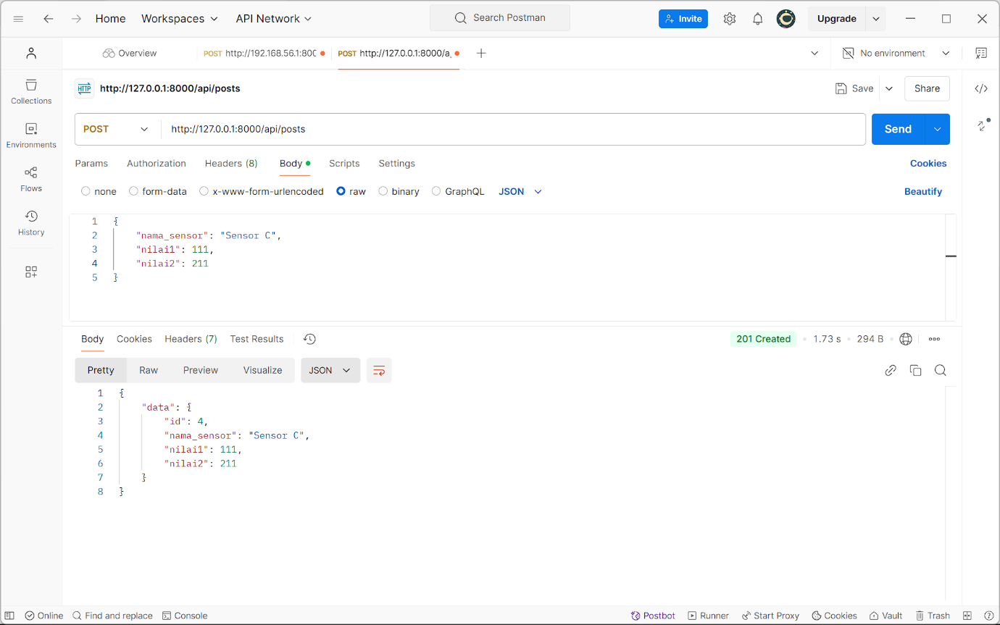 Home Workspaces API Network Search Postman Invite Upgrade
Overview POST http://192.168.56.1:800 POST http://127.0.0.1:8000/a No environment
HTTP http://127.0.0.1:8000/api/posts Save Share
Collections
POST http://127.0.0.1:8000/api/posts Send
Environments
Params Authorization Headers (8) Body Scripts Settings Cookies
Flows
none form-data x-www-form-urlencoded raw binary GraphQL JSON Beautify
History
1 {
2 "nama_sensor": "Sensor C",
3 "nilai1": 111,
4 "nilai2": 211
5 }
Body Cookies Headers (7) Test Results 201 Created 1.73 s 294 B
Pretty Raw Preview Visualize JSON
1 {
2 "data": {
3 "id": 4,
4 "nama_sensor": "Sensor C",
5 "nilai1": 111,
6 "nilai2": 211
7 }
8 }
Online Find and replace Console Postbot Runner Start Proxy Cookies Vault Trash